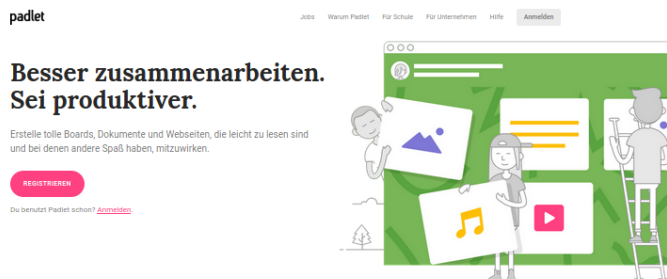 padlet
Jobs Warum Padlet Für Schule Für Unternehmen Hilfe Anmelden
Besser zusammenarbeiten.
Sei produktiver.
Erstelle tolle Boards, Dokumente und Webseiten, die leicht zu lesen sind
und bei denen andere Spaß haben, mitzuwirken.
REGISTRIEREN
Du benutzt Padlet schon? Anmelden.